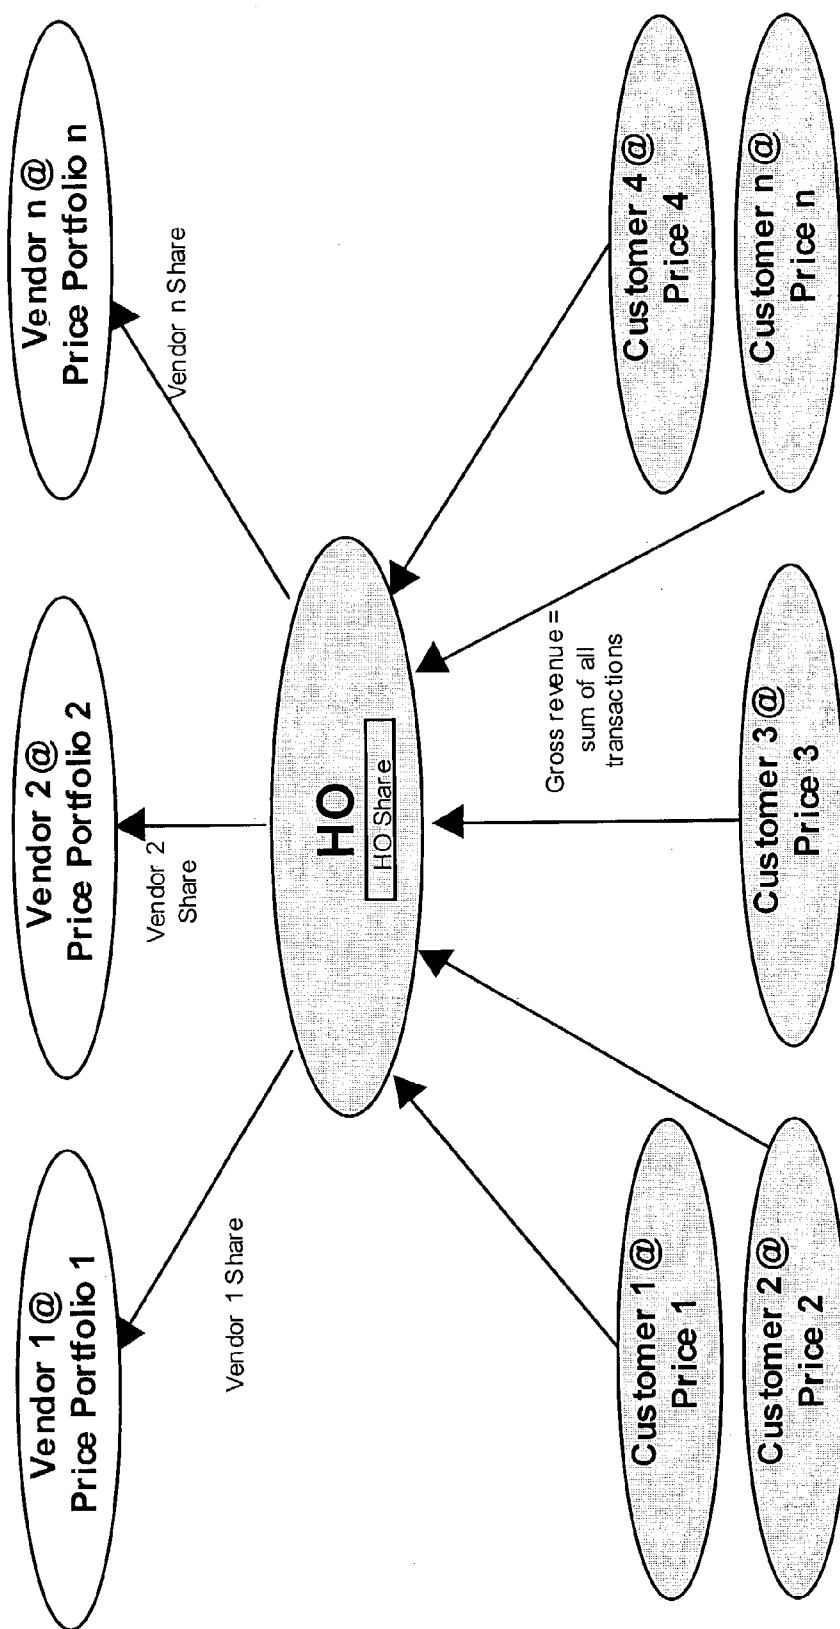 Vendor 1 @
Price Portfolio 1
Vendor 2 @
Price Portfolio 2
Vendor n @
Price Portfolio n
Vendor 1 Share
Vendor 2
Share
Vendor n Share
HO
HO Share
Gross revenue =
sum of all
transactions
Customer 1 @
Price 1
Customer 2 @
Price 2
Customer 3 @
Price 3
Customer 4 @
Price 4
Customer n @
Price n